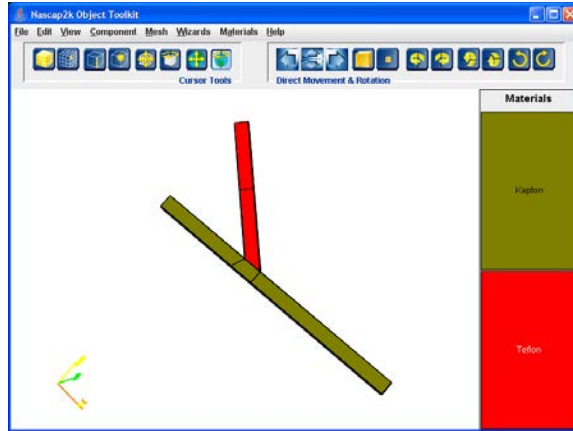 Nascap2k Object Toolkit
File Edit View Component Mesh Wizards Materials Help
Cursor Tools
Direct Movement & Rotation
Materials
Kapton
Teflon